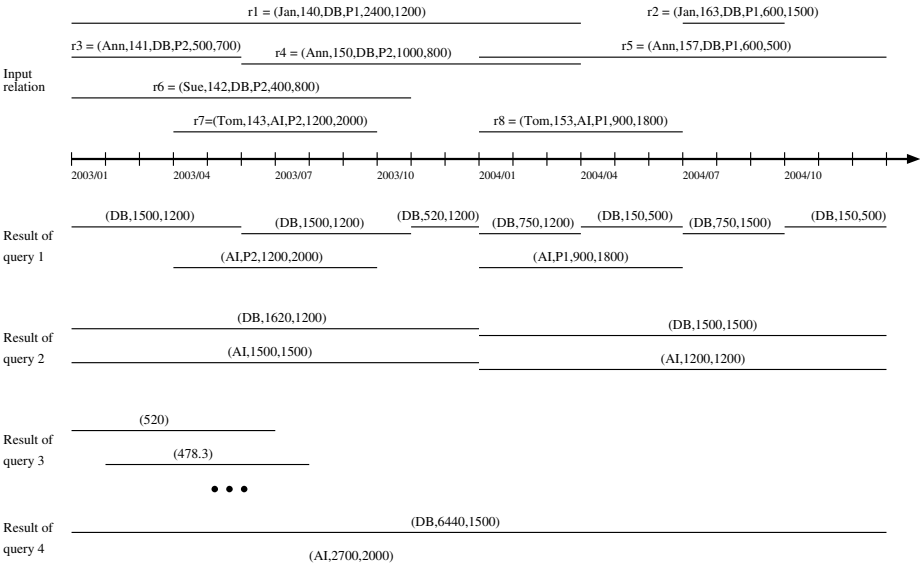 r1 = (Jan,140,DB,P1,2400,1200)
r2 = (Jan,163,DB,P1,600,1500)
r3 = (Ann,141,DB,P2,500,700)
r4 = (Ann,150,DB,P2,1000,800)
r5 = (Ann,157,DB,P1,600,500)
Input
relation
r6 = (Sue,142,DB,P2,400,800)
r7=(Tom,143,AI,P2,1200,2000)
r8 = (Tom,153,AI,P1,900,1800)
2003/01 2003/04 2003/07 2003/10 2004/01 2004/04 2004/07 2004/10
(DB,1500,1200) (DB,1500,1200) (DB,520,1200) (DB,750,1200) (DB,150,500) (DB,750,1500) (DB,150,500)
Result of
query 1
(AI,P2,1200,2000) (AI,P1,900,1800)
(DB,1620,1200) (DB,1500,1500)
Result of
query 2
(AI,1500,1500) (AI,1200,1200)
(520)
Result of
query 3
(478.3)
(DB,6440,1500)
Result of
query 4
(AI,2700,2000)